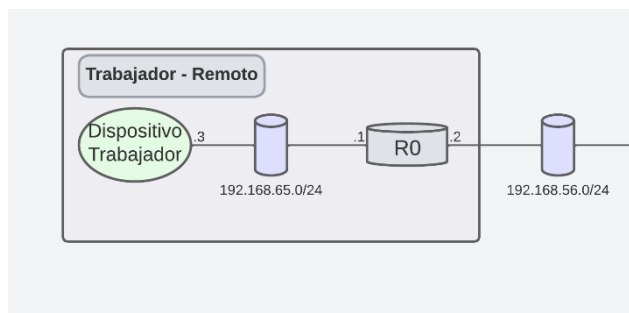 Trabajador - Remoto
Dispositivo
Trabajador
.3
.1
R0
.2
192.168.65.0/24
192.168.56.0/24